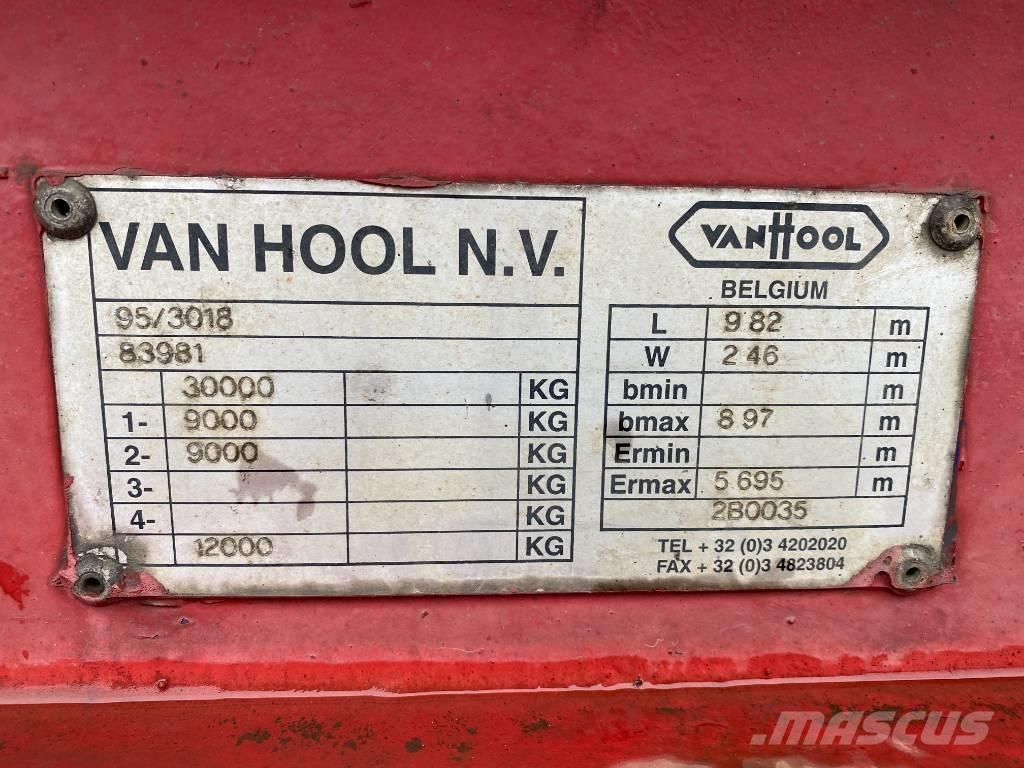 VAN HOOL N.V.
95/3018
83981
30000 KG
1- 9000 KG
2- 9000 KG
3- KG
4- KG
12000 KG
VANHOOL
BELGIUM
L 9 82 m
W 2 46 m
bmin m
bmax 8 97 m
Ermin m
Ermax 5 695 m
2B0035
TEL + 32 (0)3 4202020
FAX + 32 (0)3 4823804
MASCUS